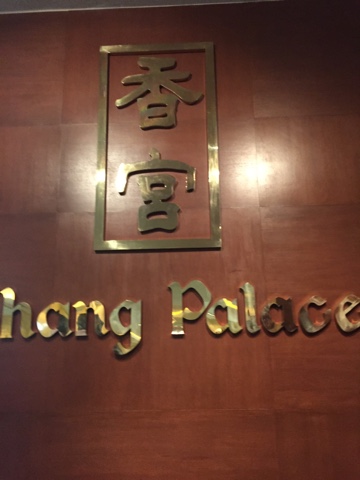 香
宮
hang Palace